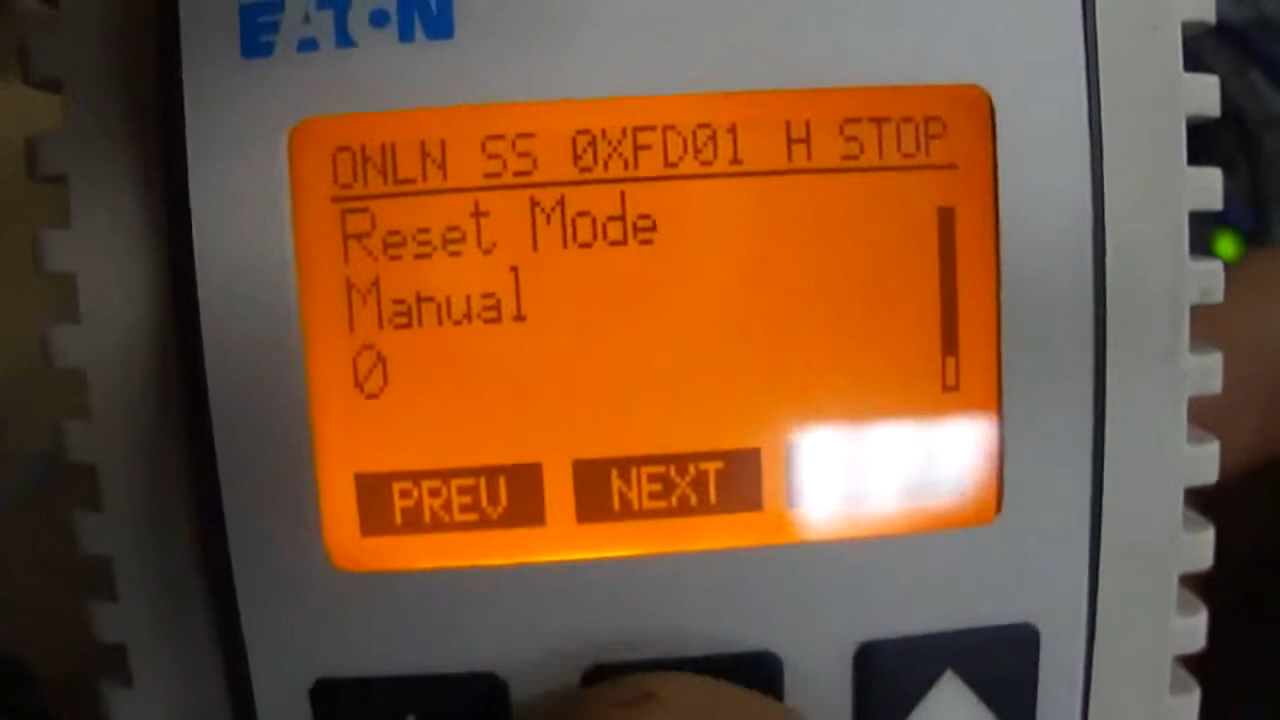 EATON
ONLN SS 0XFD01 H STOP
Reset Mode
Manual
0
PREV NEXT